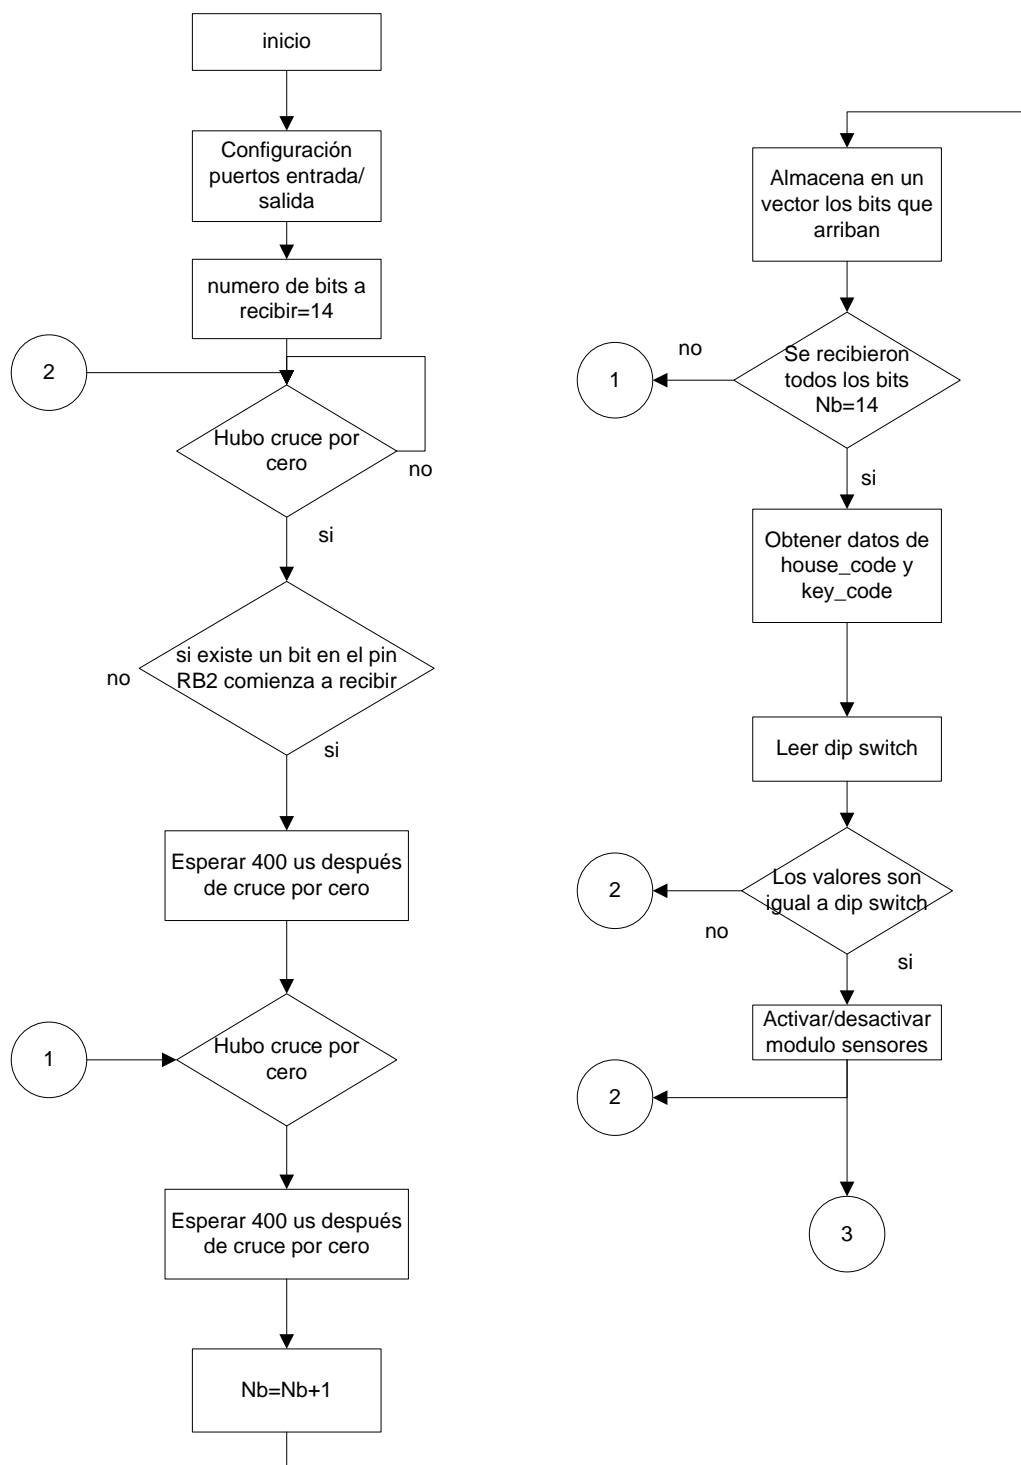 inicio
Configuración
puertos entrada/
salida
numero de bits a
recibir=14
2
Hubo cruce por
cero
no
si
si existe un bit en el pin
RB2 comienza a recibir
no
si
Esperar 400 us después
de cruce por cero
1
Hubo cruce por
cero
Esperar 400 us después
de cruce por cero
Nb=Nb+1
Almacena en un
vector los bits que
arriban
no
1
Se recibieron
todos los bits
Nb=14
si
Obtener datos de
house_code y
key_code
Leer dip switch
2
Los valores son
igual a dip switch
no
si
Activar/desactivar
modulo sensores
2
3